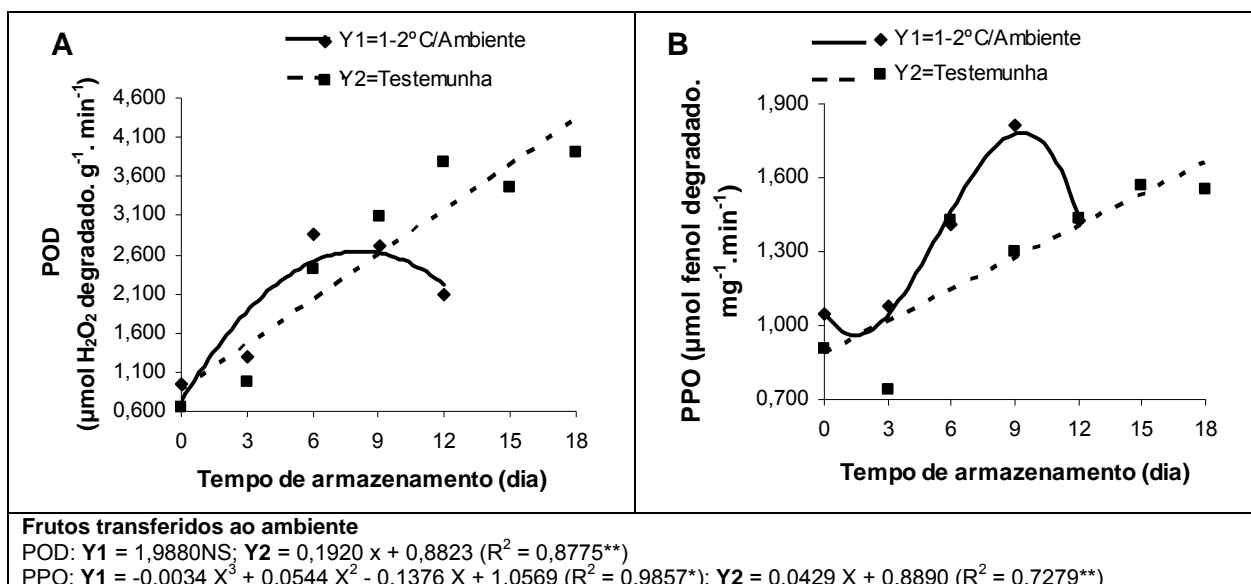 A
Y1=1-2ºC/Ambiente
Y2=Testemunha
POD
(µmol H₂O₂ degradado. g⁻¹. min⁻¹)
4,600
4,100
3,600
3,100
2,600
2,100
1,600
1,100
0,600
0 3 6 9 12 15 18
Tempo de armazenamento (dia)
B
Y1=1-2ºC/Ambiente
Y2=Testemunha
PPO (µmol fenol degradado.
mg⁻¹.min⁻¹)
1,900
1,600
1,300
1,000
0,700
0 3 6 9 12 15 18
Tempo de armazenamento (dia)
Frutos transferidos ao ambiente
POD: Y1 = 1,9880NS; Y2 = 0,1920 x + 0,8823 (R² = 0,8775**)
PPO: Y1 = -0,0034 X³ + 0,0544 X² - 0,1376 X + 1,0569 (R² = 0,9857*); Y2 = 0,0429 X + 0,8890 (R² = 0,7279**)